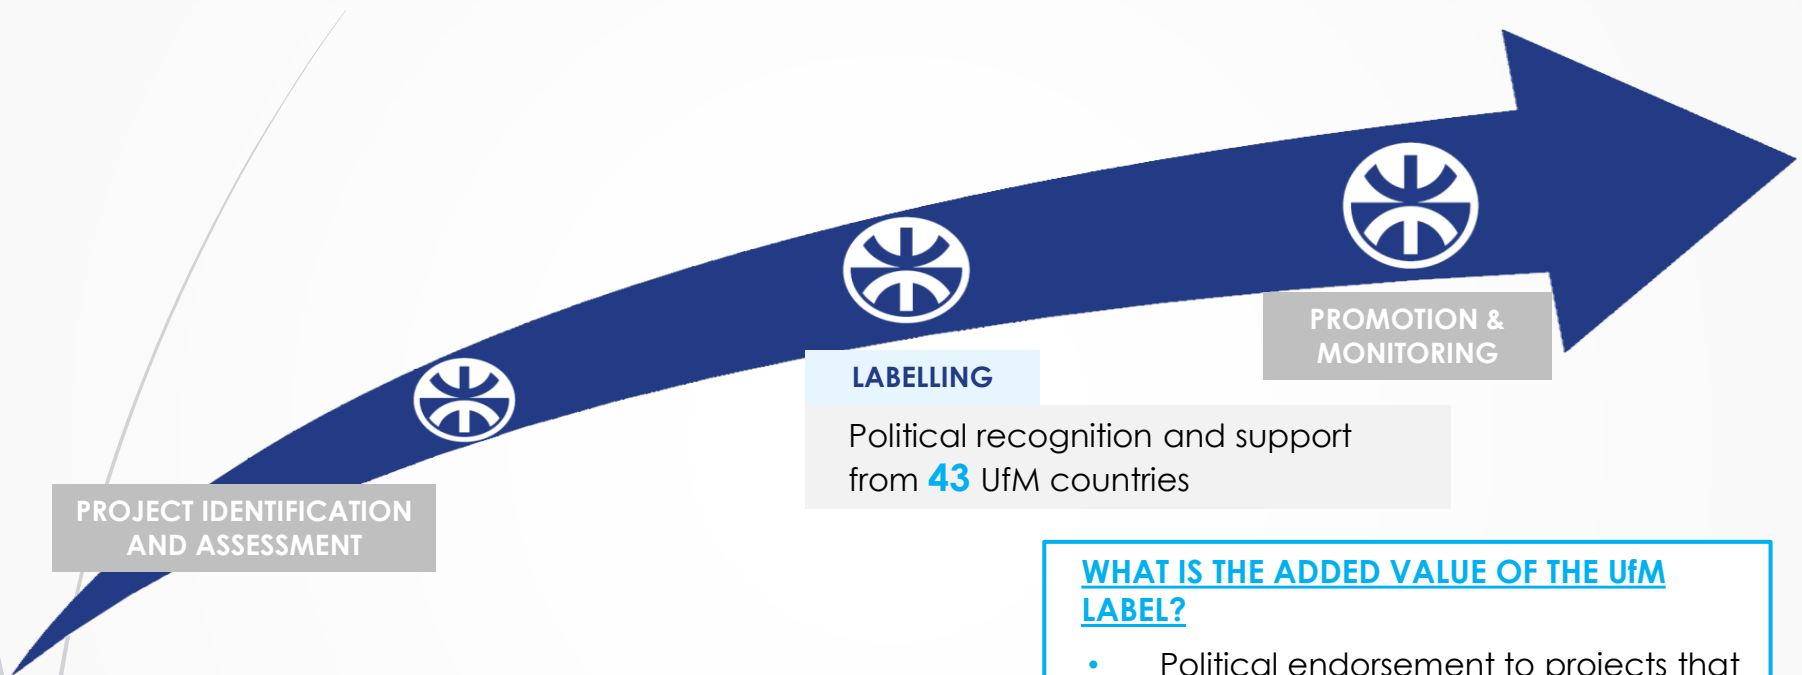 PROMOTION &
MONITORING
LABELLING
Political recognition and support
from 43 UfM countries
PROJECT IDENTIFICATION
AND ASSESSMENT
WHAT IS THE ADDED VALUE OF THE UfM
LABEL?
• Political endorsement to projects that